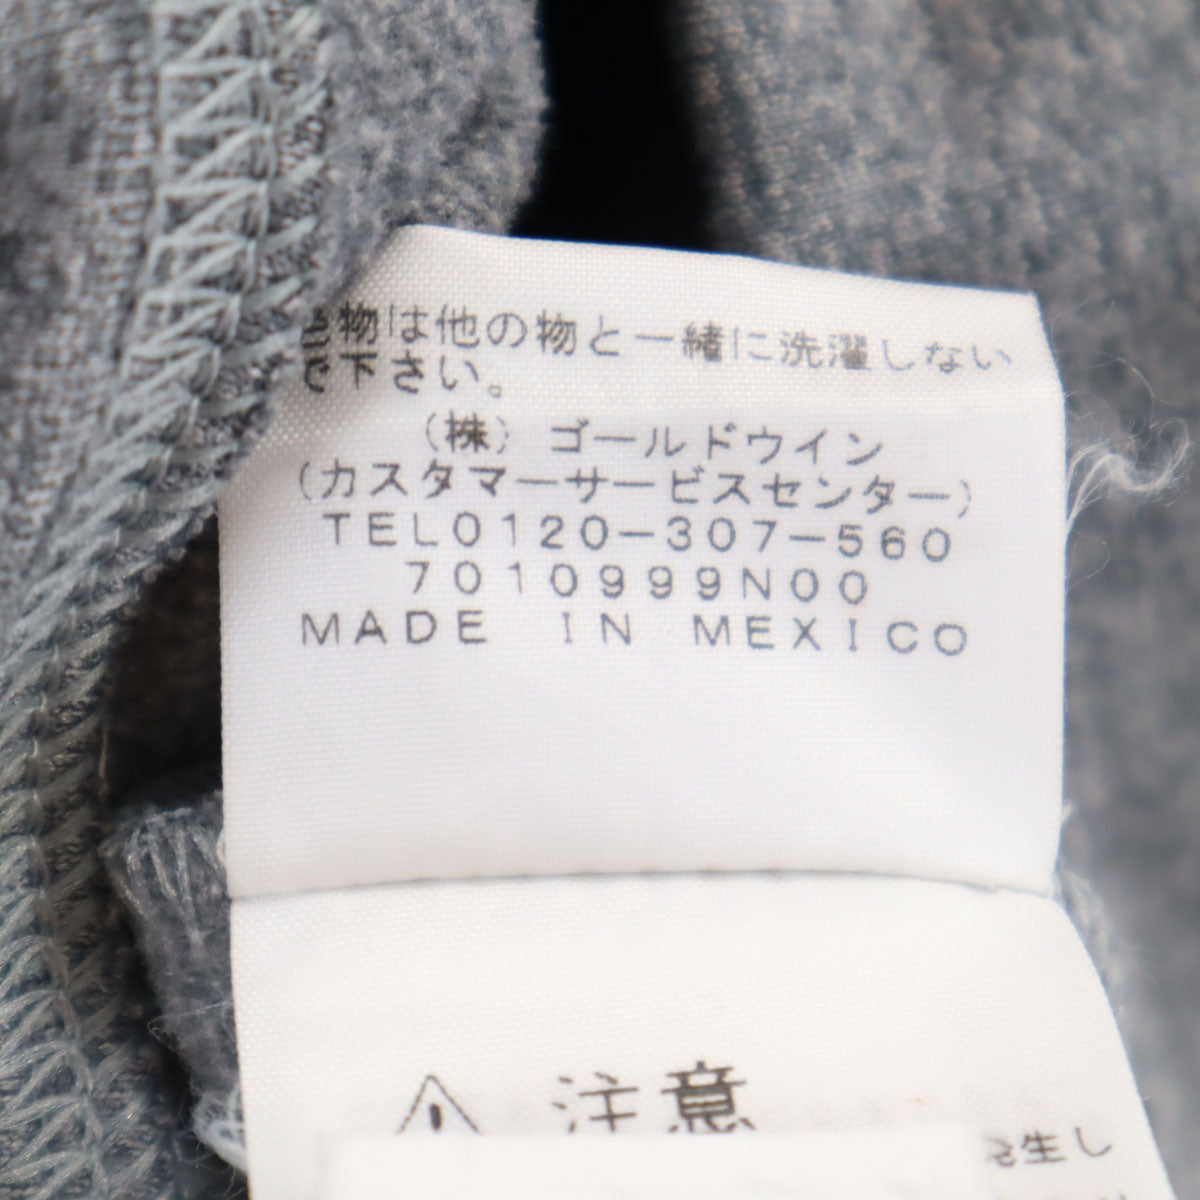 物は他の物と一緒に洗濯しない
で下さい。
(株) ゴールドウイン
(カスタマーサービスセンター)
TEL0120-307-560
7010999N00
MADE IN MEXICO
注意
生し